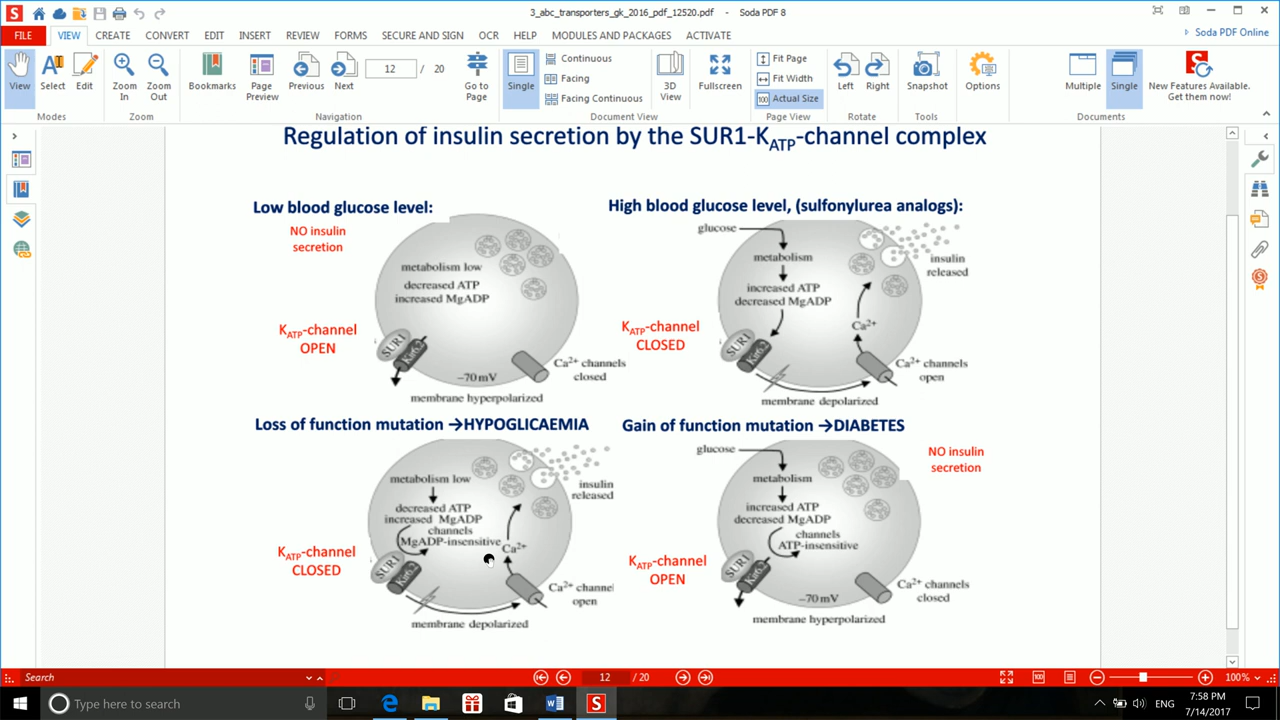 3_abc_transporters_gk_2016_pdf_12520.pdf - Soda PDF 8
FILE VIEW CREATE CONVERT EDIT INSERT REVIEW FORMS SECURE AND SIGN OCR HELP MODULES AND PACKAGES ACTIVATE Soda PDF Online
View Select Edit
Modes
Zoom In
Zoom Out
Zoom
Bookmarks
Page Preview
Previous
Next
12 / 20
Go to Page
Navigation
Single
Continuous
Facing
Facing Continuous
3D View
Fullscreen
Document View
Fit Page
Fit Width
100 Actual Size
Page View
Left Right
Rotate
Snapshot
Tools
Options
Multiple Single
New Features Available. Get them now!
Documents
Regulation of insulin secretion by the SUR1-KATP-channel complex
Low blood glucose level:
NO insulin
secretion
metabolism low
decreased ATP
increased MgADP
KATP-channel
OPEN
SUR1
Kir6.2
Ca2+ channels
closed
−70 mV
membrane hyperpolarized
High blood glucose level, (sulfonylurea analogs):
glucose
metabolism
insulin
released
increased ATP
decreased MgADP
KATP-channel
CLOSED
Ca2+
SUR1
Kir6.2
Ca2+ channels
open
membrane depolarized
Loss of function mutation →HYPOGLICAEMIA
metabolism low
insulin
released
decreased ATP
increased MgADP
channels
MgADP-insensitive
Ca2+
KATP-channel
CLOSED
SUR1
Kir6.2
Ca2+ channel
open
membrane depolarized
Gain of function mutation →DIABETES
glucose
NO insulin
secretion
metabolism
increased ATP
decreased MgADP
channels
ATP-insensitive
KATP-channel
OPEN
SUR1
Kir6.2
Ca2+ channels
closed
−70 mV
membrane hyperpolarized
Search 12 / 20 100%
Type here to search
ENG
7:58 PM
7/14/2017